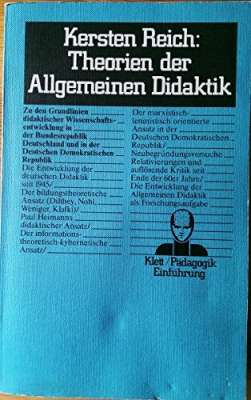 Kersten Reich:
Theorien der
Allgemeinen Didaktik
Zu den Grundlinien
didaktischer Wissenschafts-
entwicklung in
der Bundesrepublik
Deutschland und in der
Deutschen Demokratischen
Republik
Die Entwicklung der
deutschen Didaktik
seit 1945/
Der bildungstheoretische
Ansatz (Dilthey, Nohl,
Weniger, Klafki)/
Paul Heimanns
didaktischer Ansatz/
Der informations-
theoretisch-kybernetische
Ansatz/
Der marxistisch-
leninistisch orientierte
Ansatz in der
Deutschen Demokratischen
Republik/
Neubegründungsversuche
Relativierungen und
auflösende Kritik seit
Ende der 60er Jahre/
Die Entwicklung der
Allgemeinen Didaktik
als Forschungsaufgabe
Klett/Pädagogik
Einführung